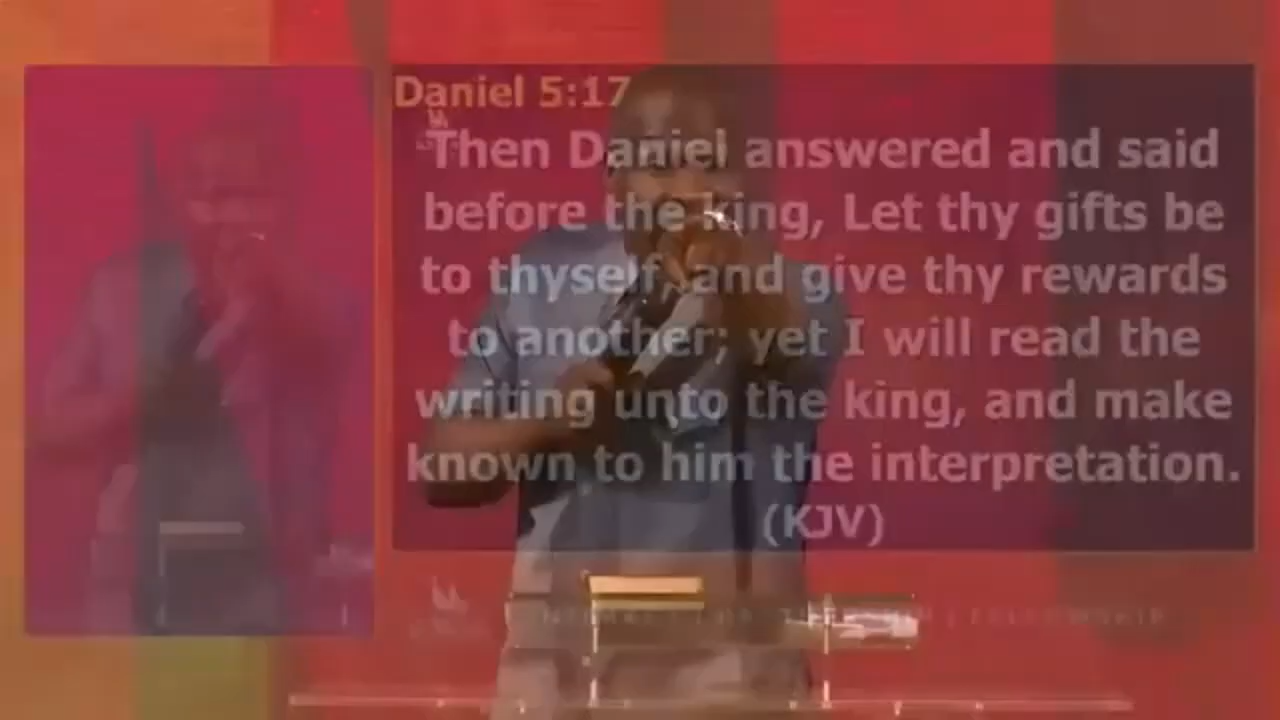 Daniel 5:17
Then Daniel answered and said
before the king, Let thy gifts be
to thyself, and give thy rewards
to another; yet I will read the
writing unto the king, and make
known to him the interpretation.
(KJV)